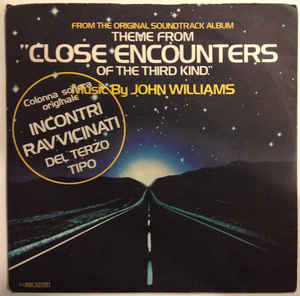 FROM THE ORIGINAL SOUNDTRACK ALBUM
THEME FROM
"CLOSE ENCOUNTERS
OF THE THIRD KIND."
Music By JOHN WILLIAMS
Colonna sonora
originale
INCONTRI
RAVVICINATI
DEL TERZO
TIPO